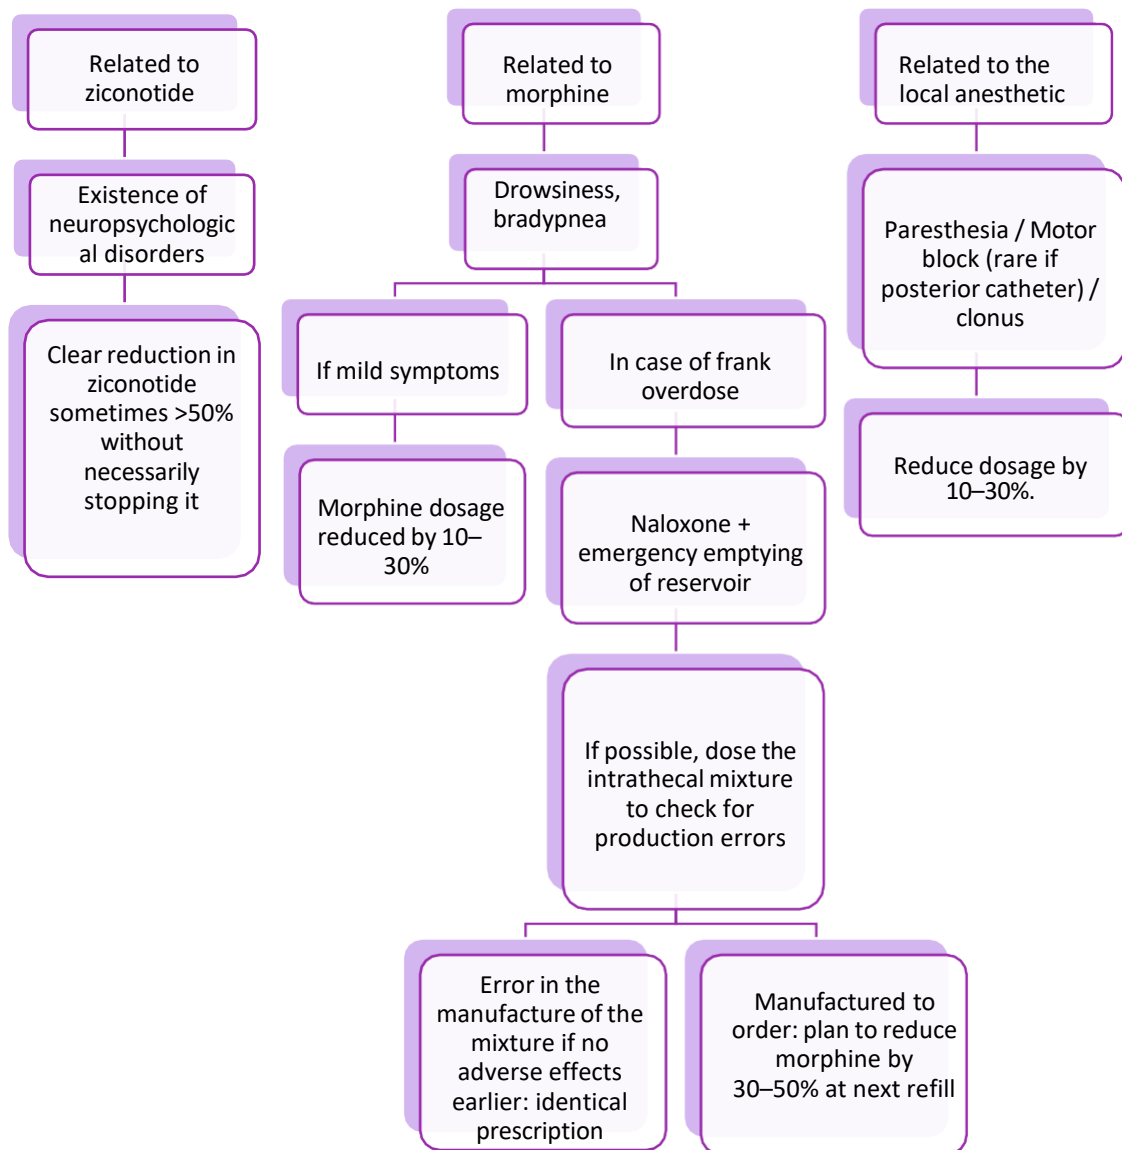 Related to
ziconotide
Existence of
neuropsychologic
al disorders
Clear reduction in
ziconotide
sometimes >50%
without
necessarily
stopping it
Related to
morphine
Drowsiness,
bradypnea
If mild symptoms
Morphine dosage
reduced by 10–
30%
In case of frank
overdose
Naloxone +
emergency emptying
of reservoir
If possible, dose the
intrathecal mixture
to check for
production errors
Error in the
manufacture of the
mixture if no
adverse effects
earlier: identical
prescription
Manufactured to
order: plan to reduce
morphine by
30–50% at next refill
Related to the
local anesthetic
Paresthesia / Motor
block (rare if
posterior catheter) /
clonus
Reduce dosage by
10–30%.